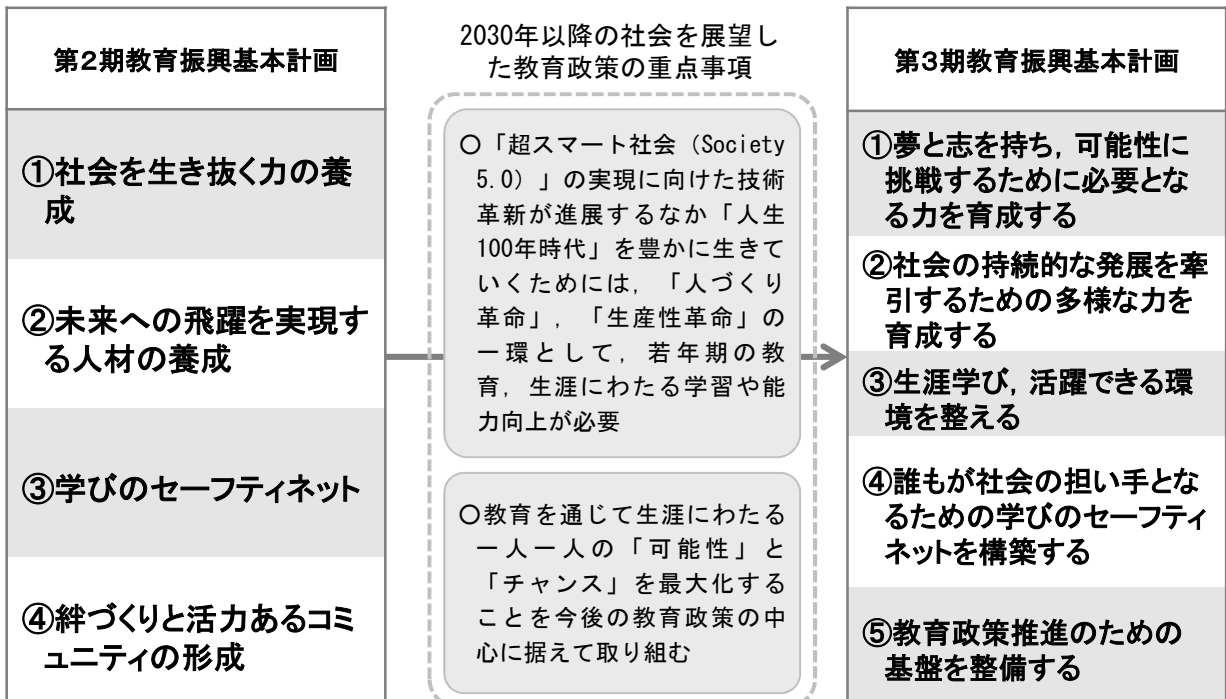 第2期教育振興基本計画
①社会を生き抜く力の養
成
②未来への飛躍を実現す
る人材の養成
③学びのセーフティネット
④絆づくりと活力あるコミ
ュニティの形成
2030年以降の社会を展望し
た教育政策の重点事項
○「超スマート社会（Society
5.0）」の実現に向けた技術
革新が進展するなか「人生
100年時代」を豊かに生きて
いくためには，「人づくり
革命」，「生産性革命」の
一環として，若年期の教
育，生涯にわたる学習や能
力向上が必要
○教育を通じて生涯にわたる
一人一人の「可能性」と
「チャンス」を最大化する
ことを今後の教育政策の中
心に据えて取り組む
第3期教育振興基本計画
①夢と志を持ち，可能性に
挑戦するために必要とな
る力を育成する
②社会の持続的な発展を牽
引するための多様な力を
育成する
③生涯学び，活躍できる環
境を整える
④誰もが社会の担い手とな
るための学びのセーフティ
ネットを構築する
⑤教育政策推進のための
基盤を整備する